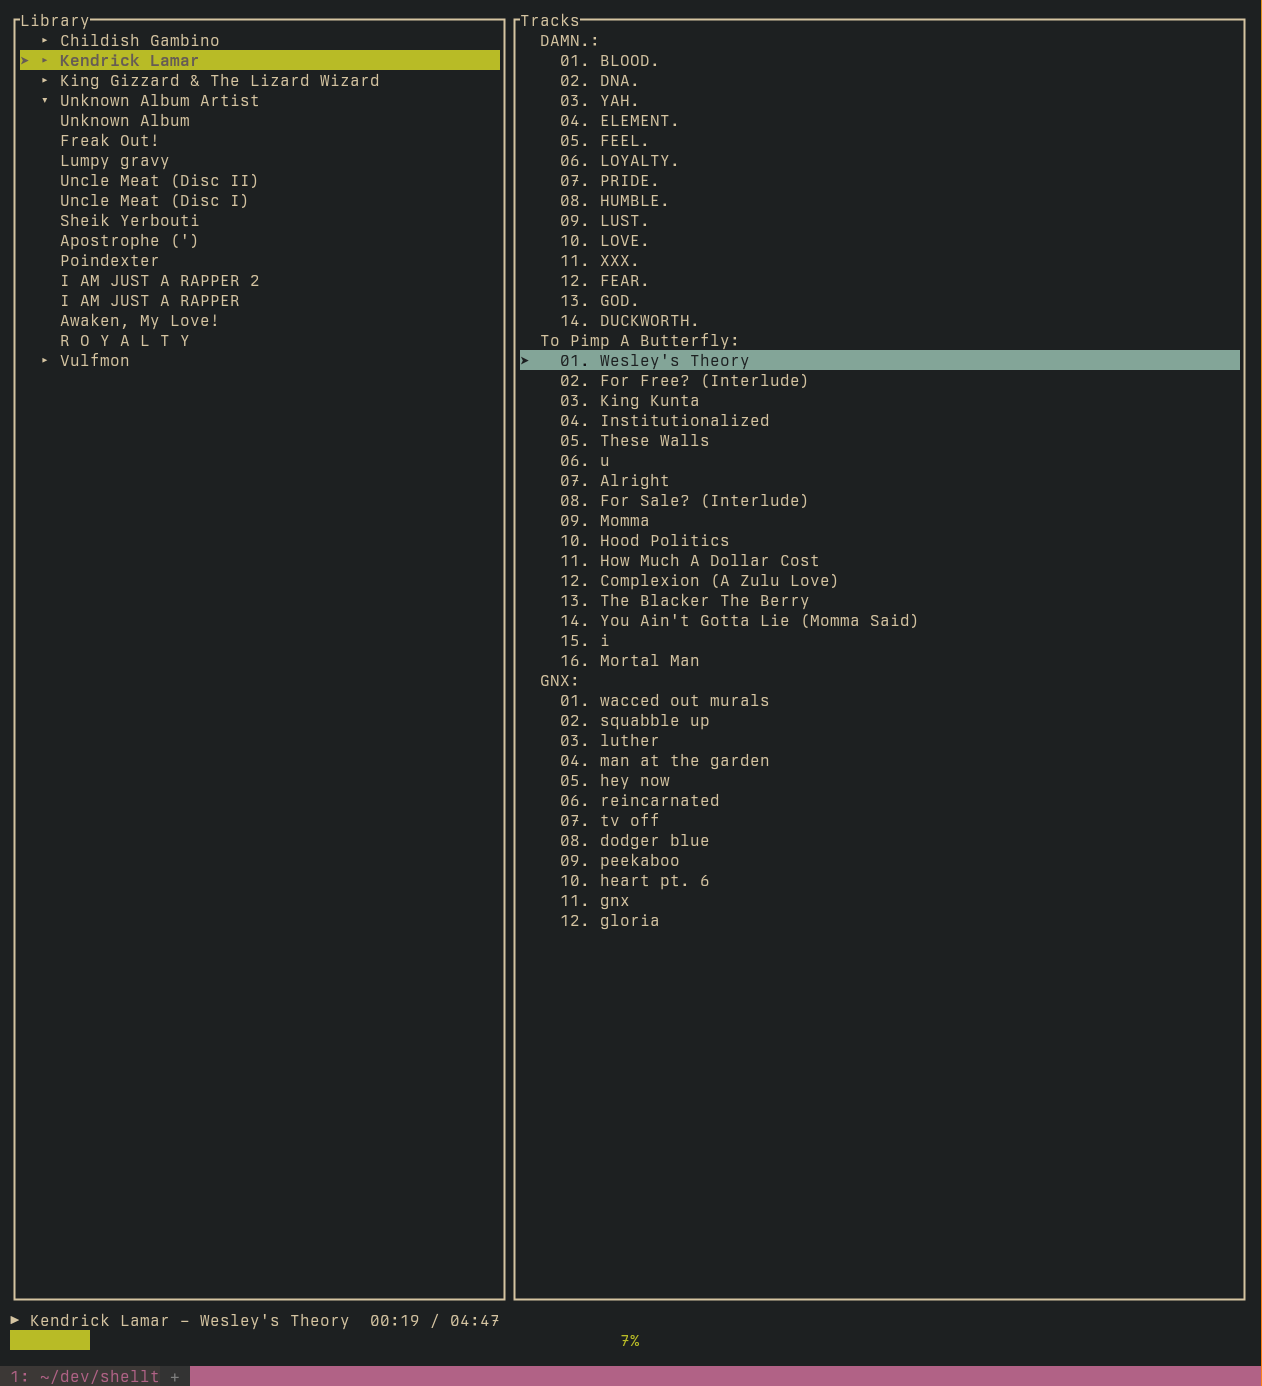 Library
▸ Childish Gambino
➤ ▸ Kendrick Lamar
▸ King Gizzard & The Lizard Wizard
▾ Unknown Album Artist
Unknown Album
Freak Out!
Lumpy gravy
Uncle Meat (Disc II)
Uncle Meat (Disc I)
Sheik Yerbouti
Apostrophe (')
Poindexter
I AM JUST A RAPPER 2
I AM JUST A RAPPER
Awaken, My Love!
R O Y A L T Y
▸ Vulfmon
Tracks
DAMN.:
01. BLOOD.
02. DNA.
03. YAH.
04. ELEMENT.
05. FEEL.
06. LOYALTY.
07. PRIDE.
08. HUMBLE.
09. LUST.
10. LOVE.
11. XXX.
12. FEAR.
13. GOD.
14. DUCKWORTH.
To Pimp A Butterfly:
➤ 01. Wesley's Theory
02. For Free? (Interlude)
03. King Kunta
04. Institutionalized
05. These Walls
06. u
07. Alright
08. For Sale? (Interlude)
09. Momma
10. Hood Politics
11. How Much A Dollar Cost
12. Complexion (A Zulu Love)
13. The Blacker The Berry
14. You Ain't Gotta Lie (Momma Said)
15. i
16. Mortal Man
GNX:
01. wacced out murals
02. squabble up
03. luther
04. man at the garden
05. hey now
06. reincarnated
07. tv off
08. dodger blue
09. peekaboo
10. heart pt. 6
11. gnx
12. gloria
▶ Kendrick Lamar – Wesley's Theory 00:19 / 04:47
7%
1: ~/dev/shellt +